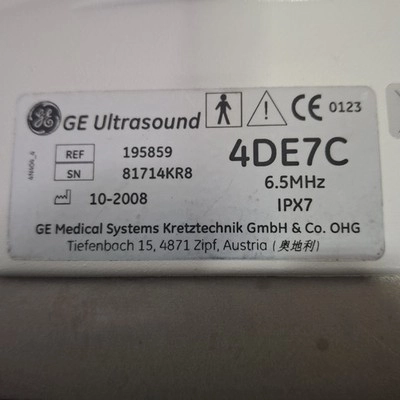 GE Ultrasound
CE 0123
REF 195859
4DE7C
SN 81714KR8
6.5MHz
10-2008
IPX7
GE Medical Systems Kretztechnik GmbH & Co. OHG
Tiefenbach 15, 4871 Zipf, Austria (奥地利)